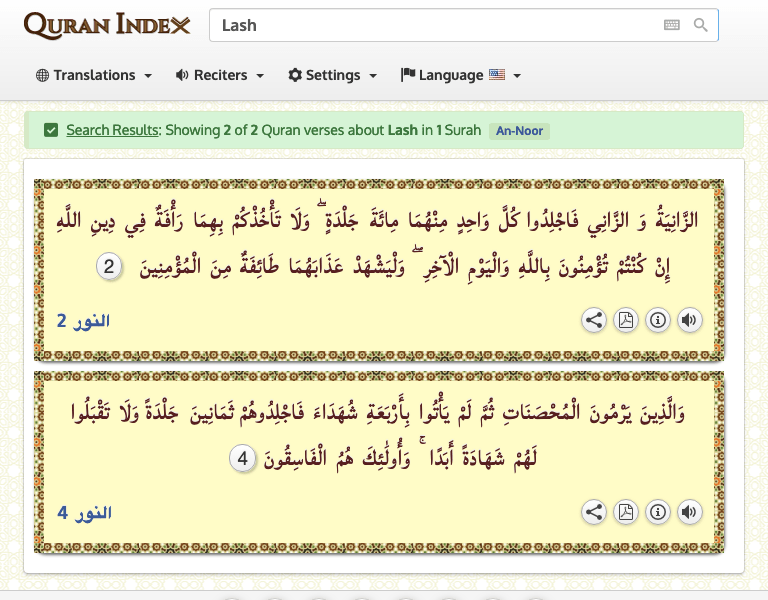 QURAN INDEX
Lash
Translations Reciters Settings Language
Search Results: Showing 2 of 2 Quran verses about Lash in 1 Surah An-Noor
الزَّانِيَةُ وَ الزَّانِي فَاجْلِدُوا كُلَّ وَاحِدٍ مِنْهُمَا مِائَةَ جَلْدَةٍ ۖ وَلَا تَأْخُذْكُمْ بِهِمَا رَأْفَةٌ فِي دِينِ اللَّهِ
إِنْ كُنْتُمْ تُؤْمِنُونَ بِاللَّهِ وَالْيَوْمِ الْآخِرِ ۖ وَلْيَشْهَدْ عَذَابَهُمَا طَائِفَةٌ مِنَ الْمُؤْمِنِينَ 2
النور 2
وَالَّذِينَ يَرْمُونَ الْمُحْصَنَاتِ ثُمَّ لَمْ يَأْتُوا بِأَرْبَعَةِ شُهَدَاءَ فَاجْلِدُوهُمْ ثَمَانِينَ جَلْدَةً وَلَا تَقْبَلُوا
لَهُمْ شَهَادَةً أَبَدًا ۚ وَأُولَٰئِكَ هُمُ الْفَاسِقُونَ 4
النور 4